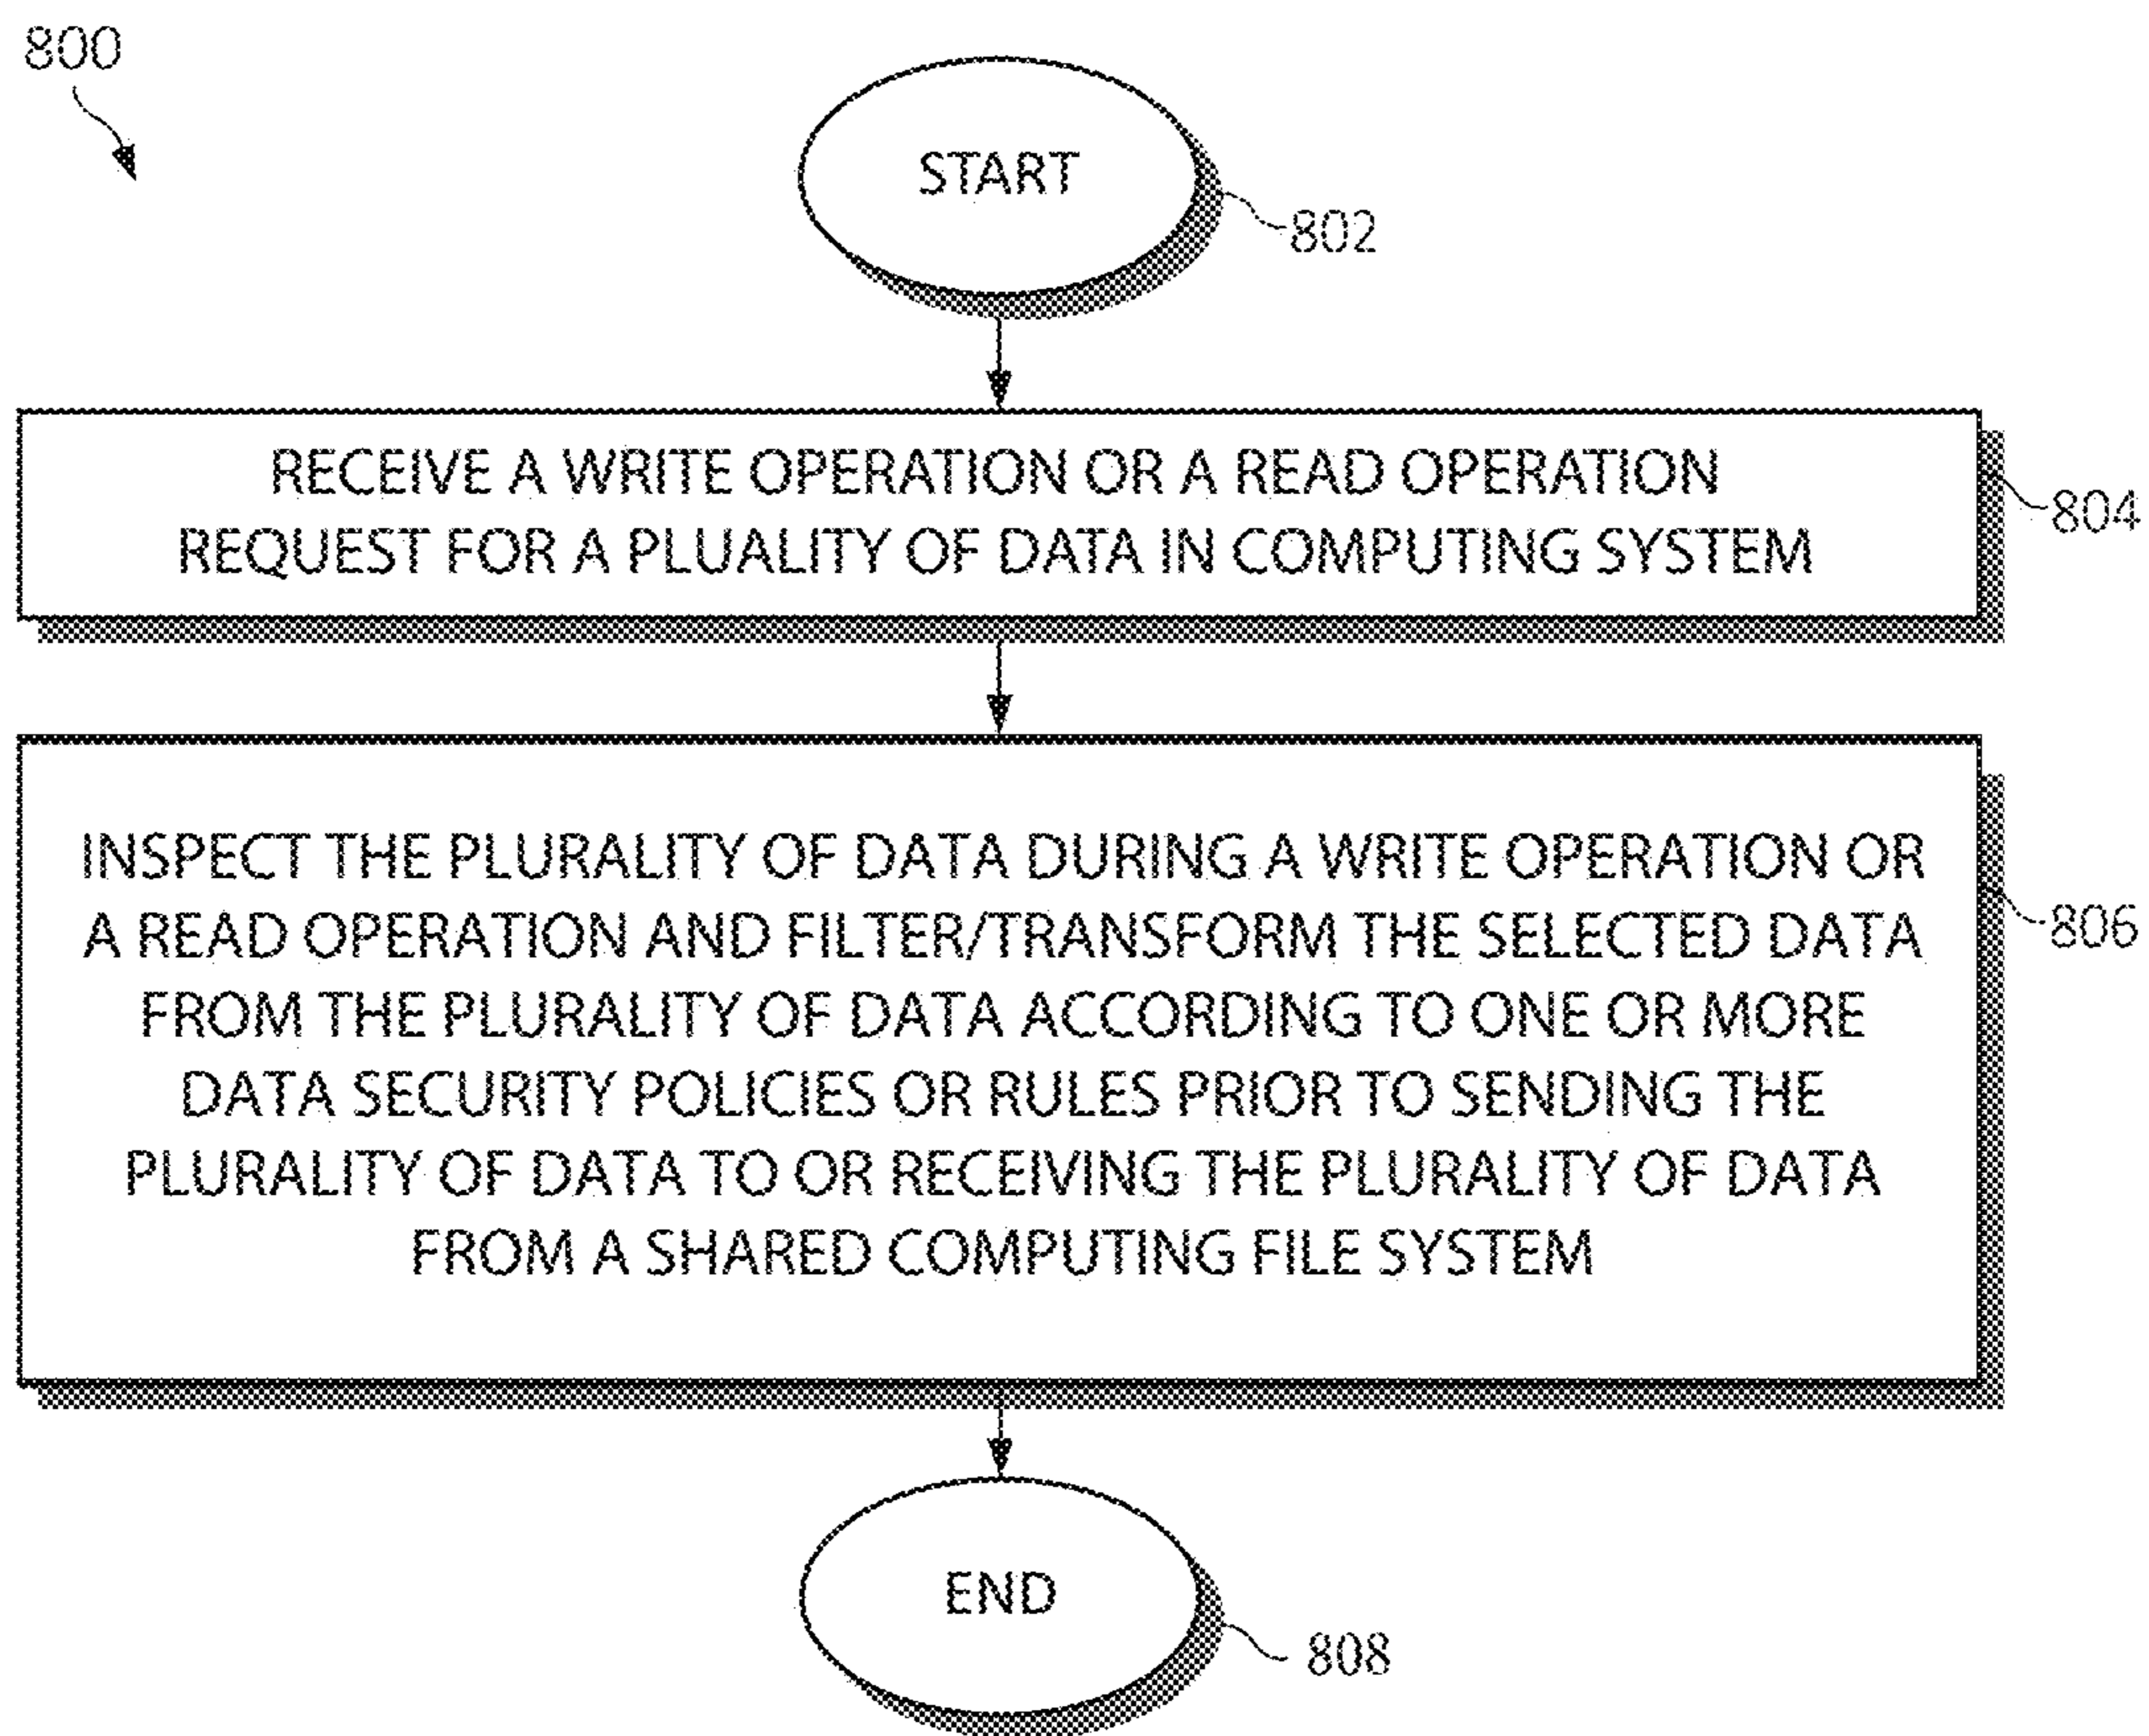 800
START
802
RECEIVE A WRITE OPERATION OR A READ OPERATION
REQUEST FOR A PLUALITY OF DATA IN COMPUTING SYSTEM
804
INSPECT THE PLURALITY OF DATA DURING A WRITE OPERATION OR
A READ OPERATION AND FILTER/TRANSFORM THE SELECTED DATA
FROM THE PLURALITY OF DATA ACCORDING TO ONE OR MORE
DATA SECURITY POLICIES OR RULES PRIOR TO SENDING THE
PLURALITY OF DATA TO OR RECEIVING THE PLURALITY OF DATA
FROM A SHARED COMPUTING FILE SYSTEM
806
END
808